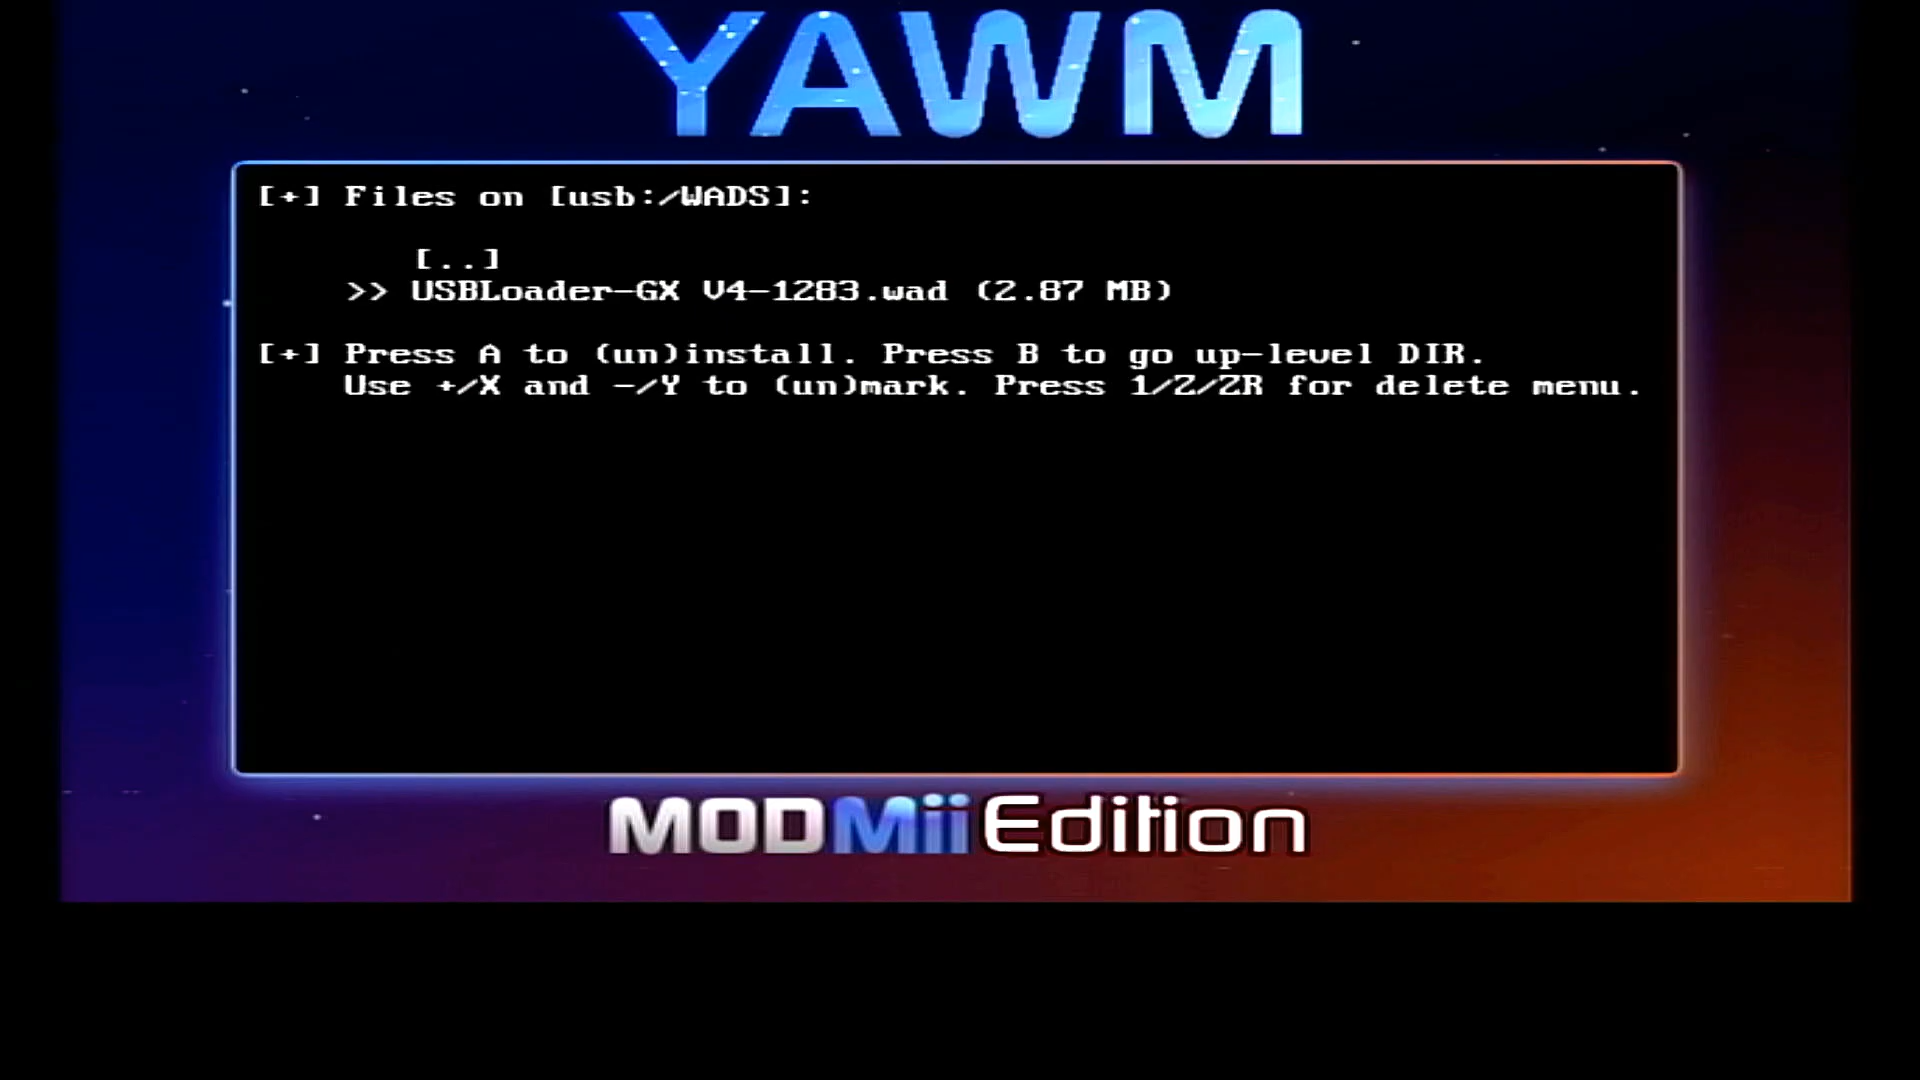 YAWM
[+] Files on [usb:/WADS]:
[..]
>> USBLoader-GX V4-1283.wad (2.87 MB)
[+] Press A to (un)install. Press B to go up-level DIR.
Use +/X and -/Y to (un)mark. Press 1/Z/ZR for delete menu.
MODMii Edition